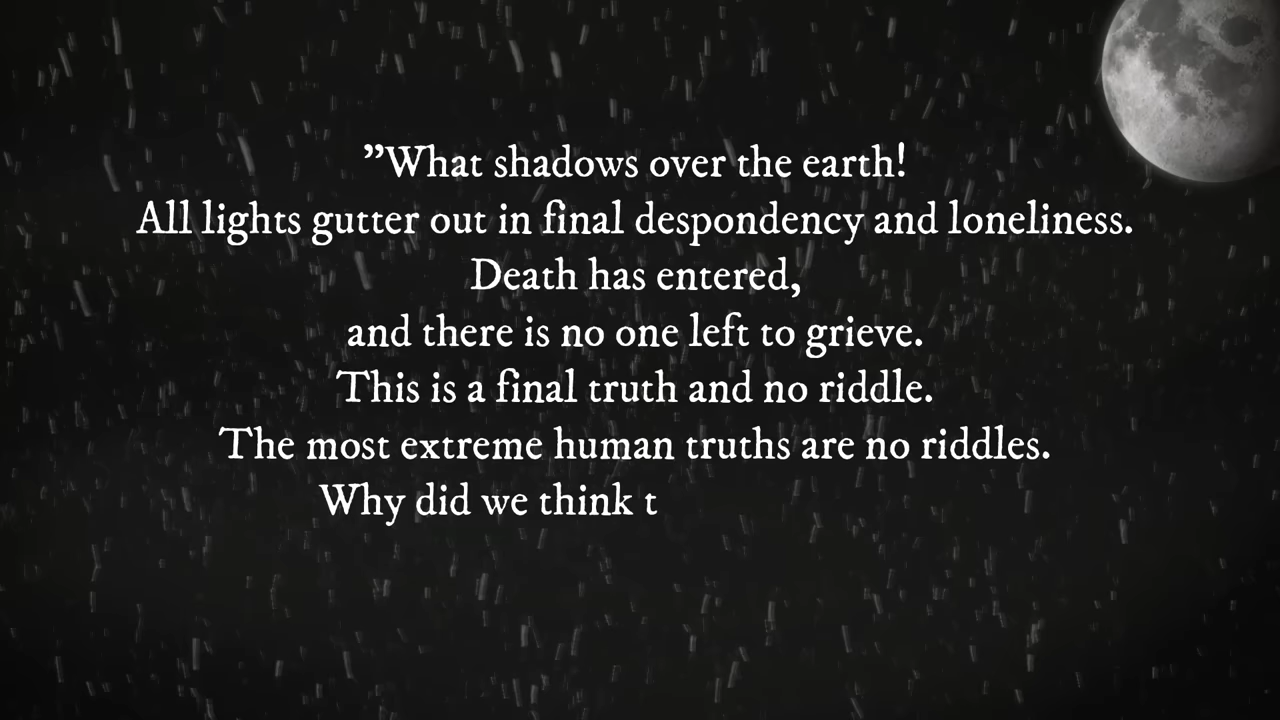 ”What shadows over the earth!
All lights gutter out in final despondency and loneliness.
Death has entered,
and there is no one left to grieve.
This is a final truth and no riddle.
The most extreme human truths are no riddles.
Why did we think t